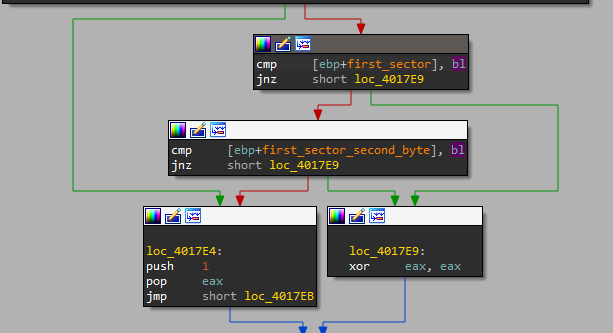 cmp     [ebp+first_sector], bl
jnz     short loc_4017E9
cmp     [ebp+first_sector_second_byte], bl
jnz     short loc_4017E9
loc_4017E4:
push    1
pop     eax
jmp     short loc_4017EB
loc_4017E9:
xor     eax, eax